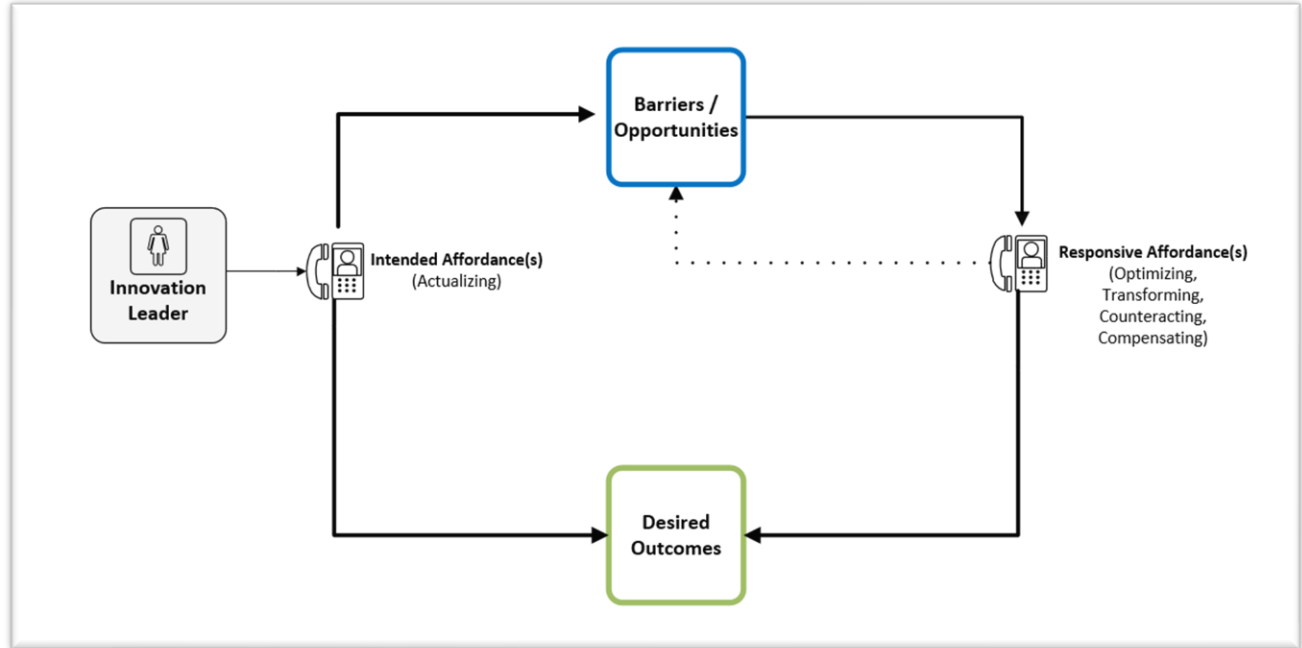 Barriers /
Opportunities
Innovation
Leader
Intended Affordance(s)
(Actualizing)
Responsive Affordance(s)
(Optimizing,
Transforming,
Counteracting,
Compensating)
Desired
Outcomes